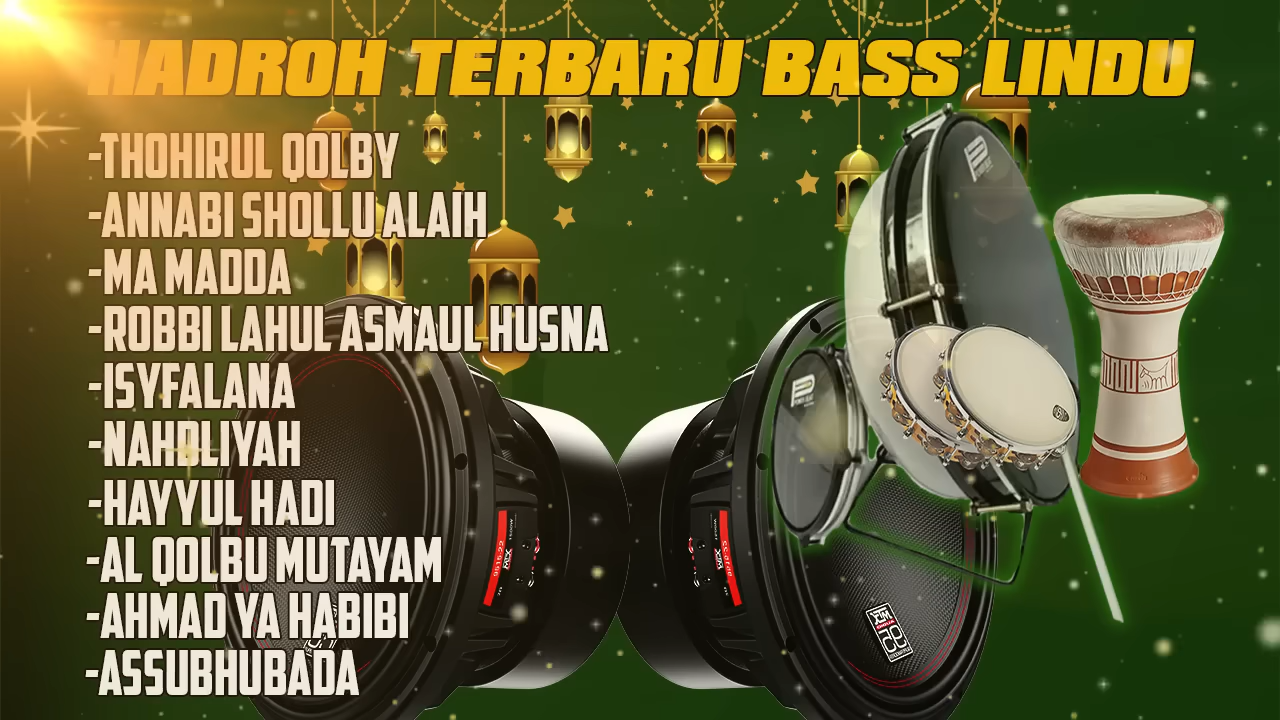 HADROH TERBARU BASS LINDU
-THOHIRUL QOLBY
-ANNABI SHOLLU ALAIH
-MA MADDA
-ROBBI LAHUL ASMAUL HUSNA
-ISYFALANA
-NAHDLIYAH
-HAYYUL HADI
-AL QOLBU MUTAYAM
-AHMAD YA HABIBI
-ASSUBHUBADA